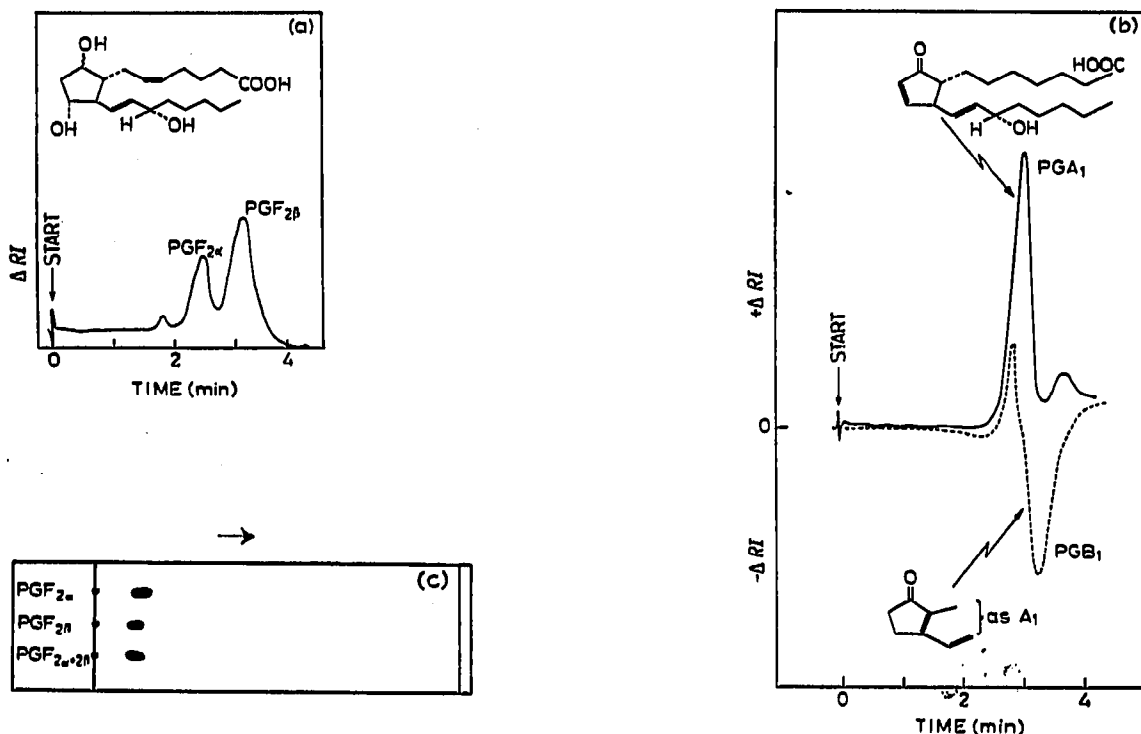 (a)
OH
COOH
OH
H
OH
PGF2β
PGF2α
START
Δ RI
0 2 4
TIME (min)
(b)
O
HOOC
H
OH
PGA1
START
+Δ RI
0
-Δ RI
PGB1
O
as A1
0 2 4
TIME (min)
(c)
PGF2α
PGF2β
PGF2α+2β